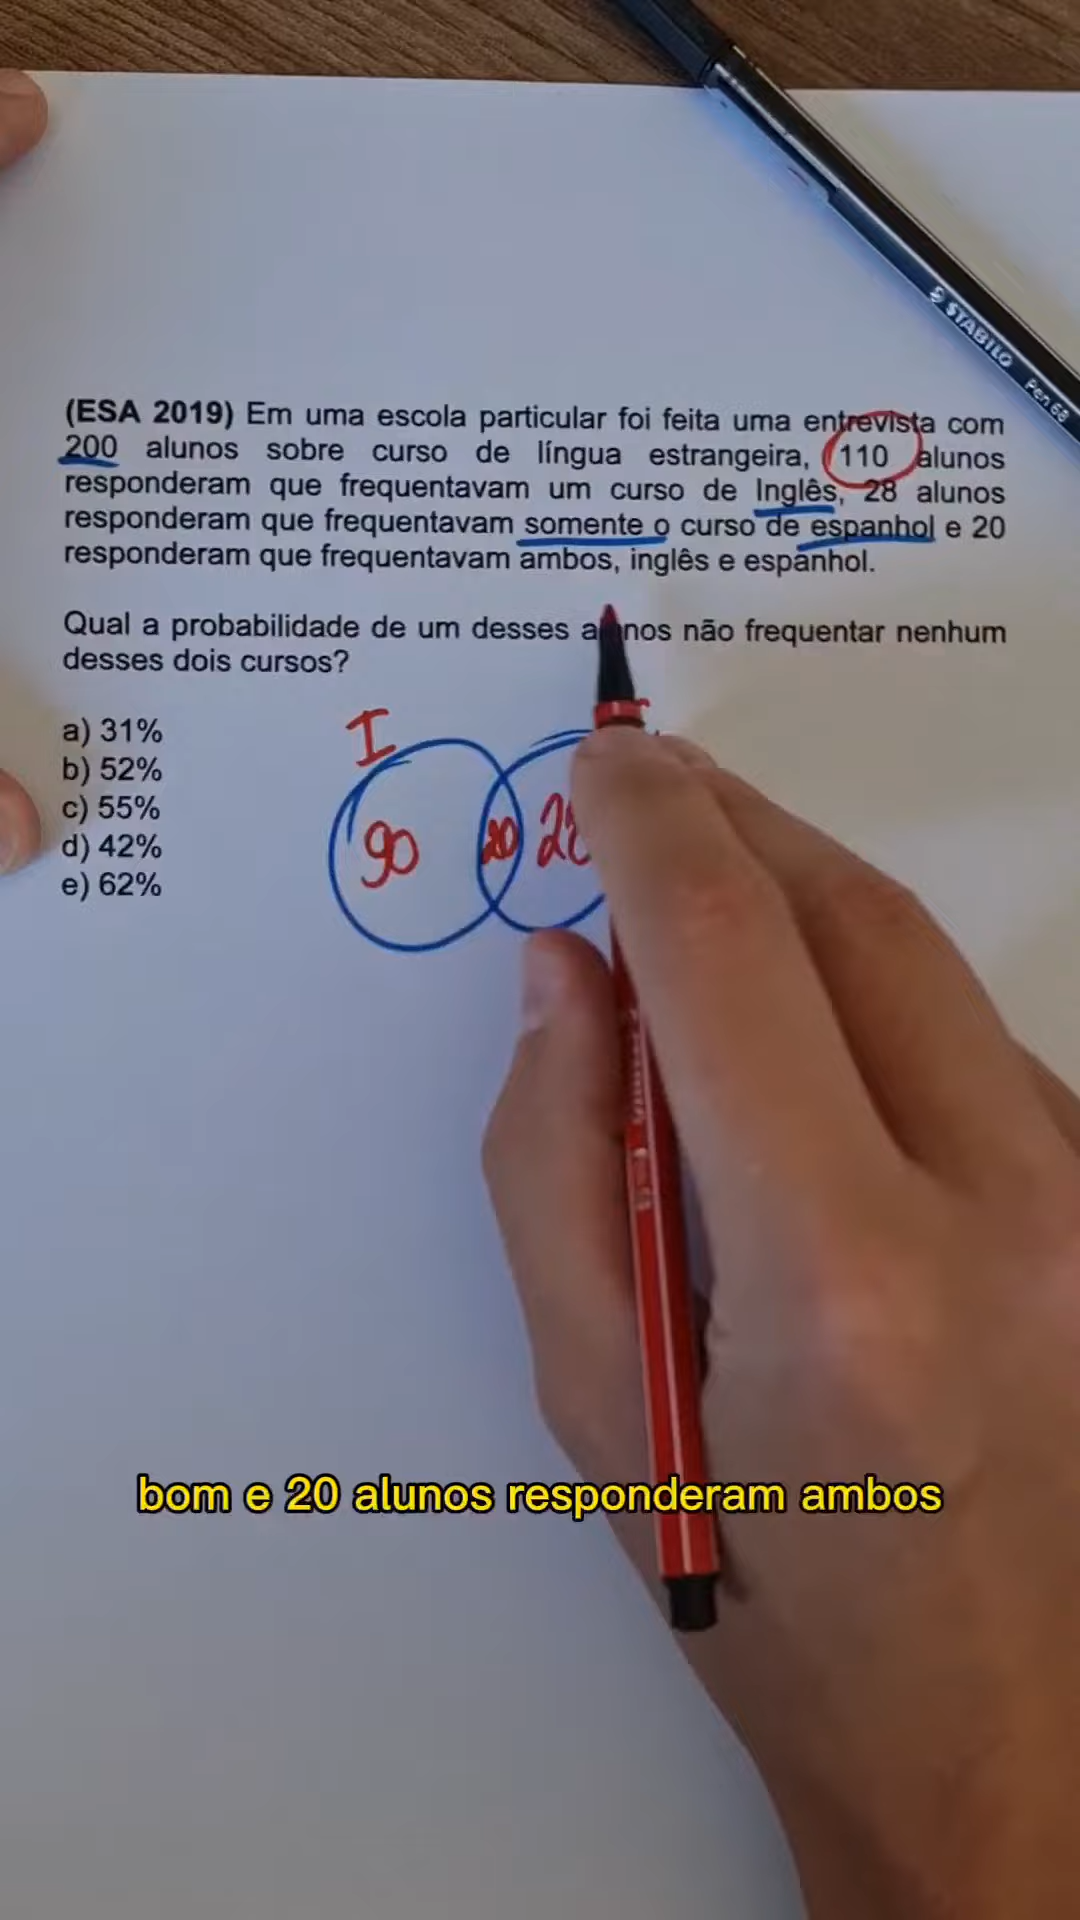 STABILO Pen 68
(ESA 2019) Em uma escola particular foi feita uma entrevista com
200 alunos sobre curso de língua estrangeira, 110 alunos
responderam que frequentavam um curso de Inglês, 28 alunos
responderam que frequentavam somente o curso de espanhol e 20
responderam que frequentavam ambos, inglês e espanhol.
Qual a probabilidade de um desses nos não frequentar nenhum
desses dois cursos?
a) 31%
b) 52%
c) 55%
d) 42%
e) 62%
I
90 20
bom e 20 alunos responderam ambos